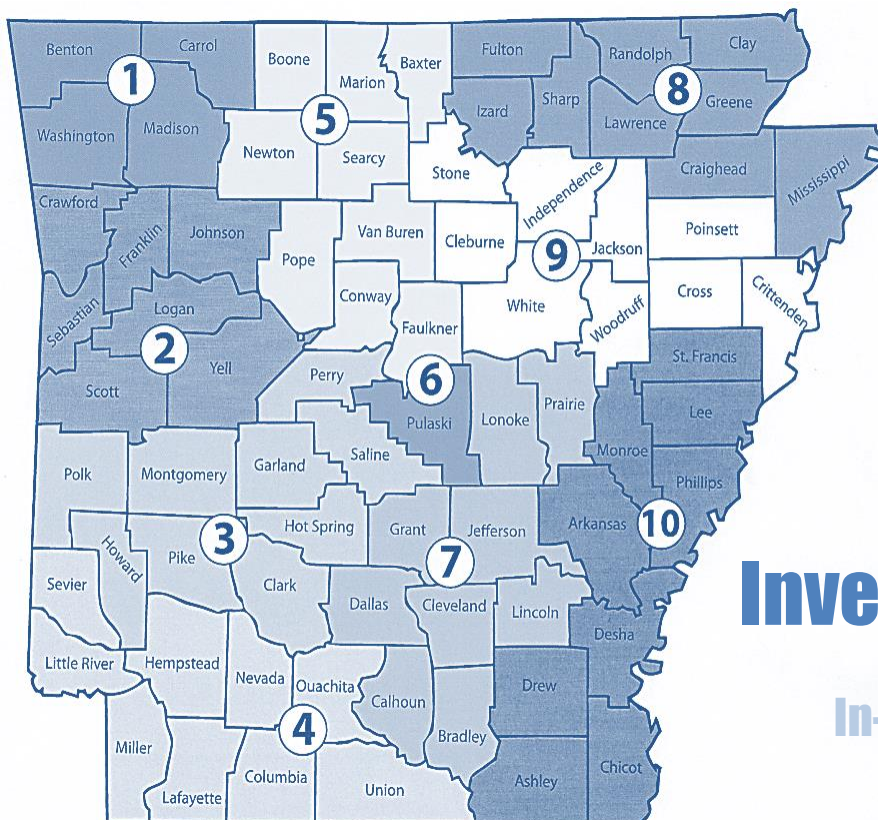 Benton
Carrol
Boone
Marion
Baxter
Fulton
Randolph
Clay
1
8
5
Izard
Sharp
Lawrence
Greene
Washington
Madison
Newton
Searcy
Stone
Independence
Craighead
Mississippi
Crawford
Franklin
Johnson
Pope
Van Buren
Cleburne
9
Jackson
Poinsett
Sebastian
Logan
Conway
Faulkner
White
Woodruff
Cross
Crittenden
2
Scott
Yell
Perry
6
Pulaski
Lonoke
Prairie
St. Francis
Lee
Monroe
Phillips
Polk
Montgomery
Garland
Saline
Hot Spring
Grant
Jefferson
Arkansas
10
3
7
Howard
Pike
Sevier
Clark
Dallas
Cleveland
Lincoln
Desha
Inve
Little River
Hempstead
Nevada
Ouachita
Calhoun
Bradley
Drew
In-
4
Miller
Lafayette
Columbia
Union
Ashley
Chicot